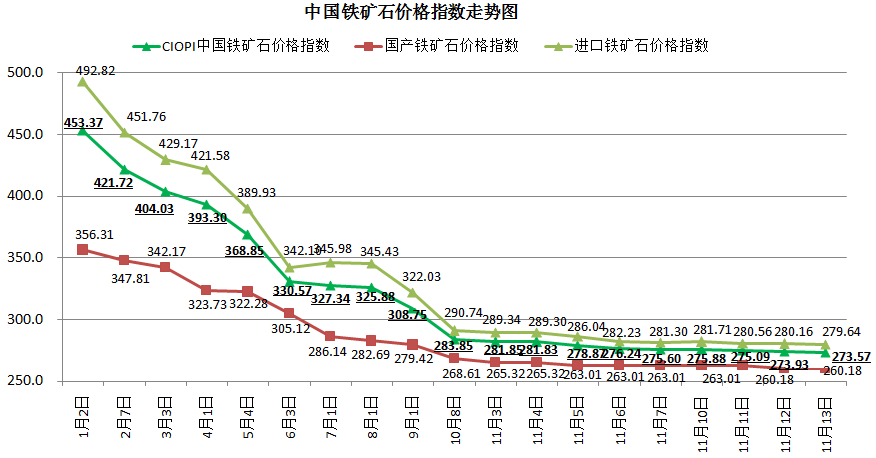 中国铁矿石价格指数走势图
CIOPI中国铁矿石价格指数 国产铁矿石价格指数 进口铁矿石价格指数
500.0
450.0
400.0
350.0
300.0
250.0
492.82 451.76 429.17 421.58 389.93 342.10 345.98 345.43 322.03 290.74 289.34 289.30 286.04 282.23 281.30 281.71 280.56 280.16 279.64
453.37 421.72 404.03 393.30 368.85 330.57 327.34 325.88 308.75 283.85 281.85 281.83 278.87 276.24 275.60 275.88 275.09 273.93 273.57
356.31 347.81 342.17 323.73 322.28 305.12 286.14 282.69 279.42 268.61 265.32 265.32 263.01 263.01 263.01 263.01 260.18 260.18
1月2日 2月7日 3月3日 4月1日 5月4日 6月3日 7月1日 8月1日 9月1日 10月8日 11月3日 11月4日 11月5日 11月6日 11月7日 11月10日 11月11日 11月12日 11月13日